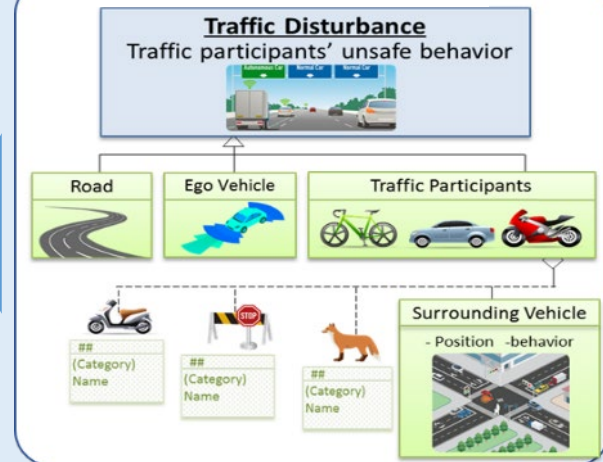 Traffic Disturbance
Traffic participants' unsafe behavior
Autonomous Car Normal Car Normal Car
Road
Ego Vehicle
Traffic Participants
STOP
##
(Category)
Name
##
(Category)
Name
##
(Category)
Name
Surrounding Vehicle
- Position -behavior